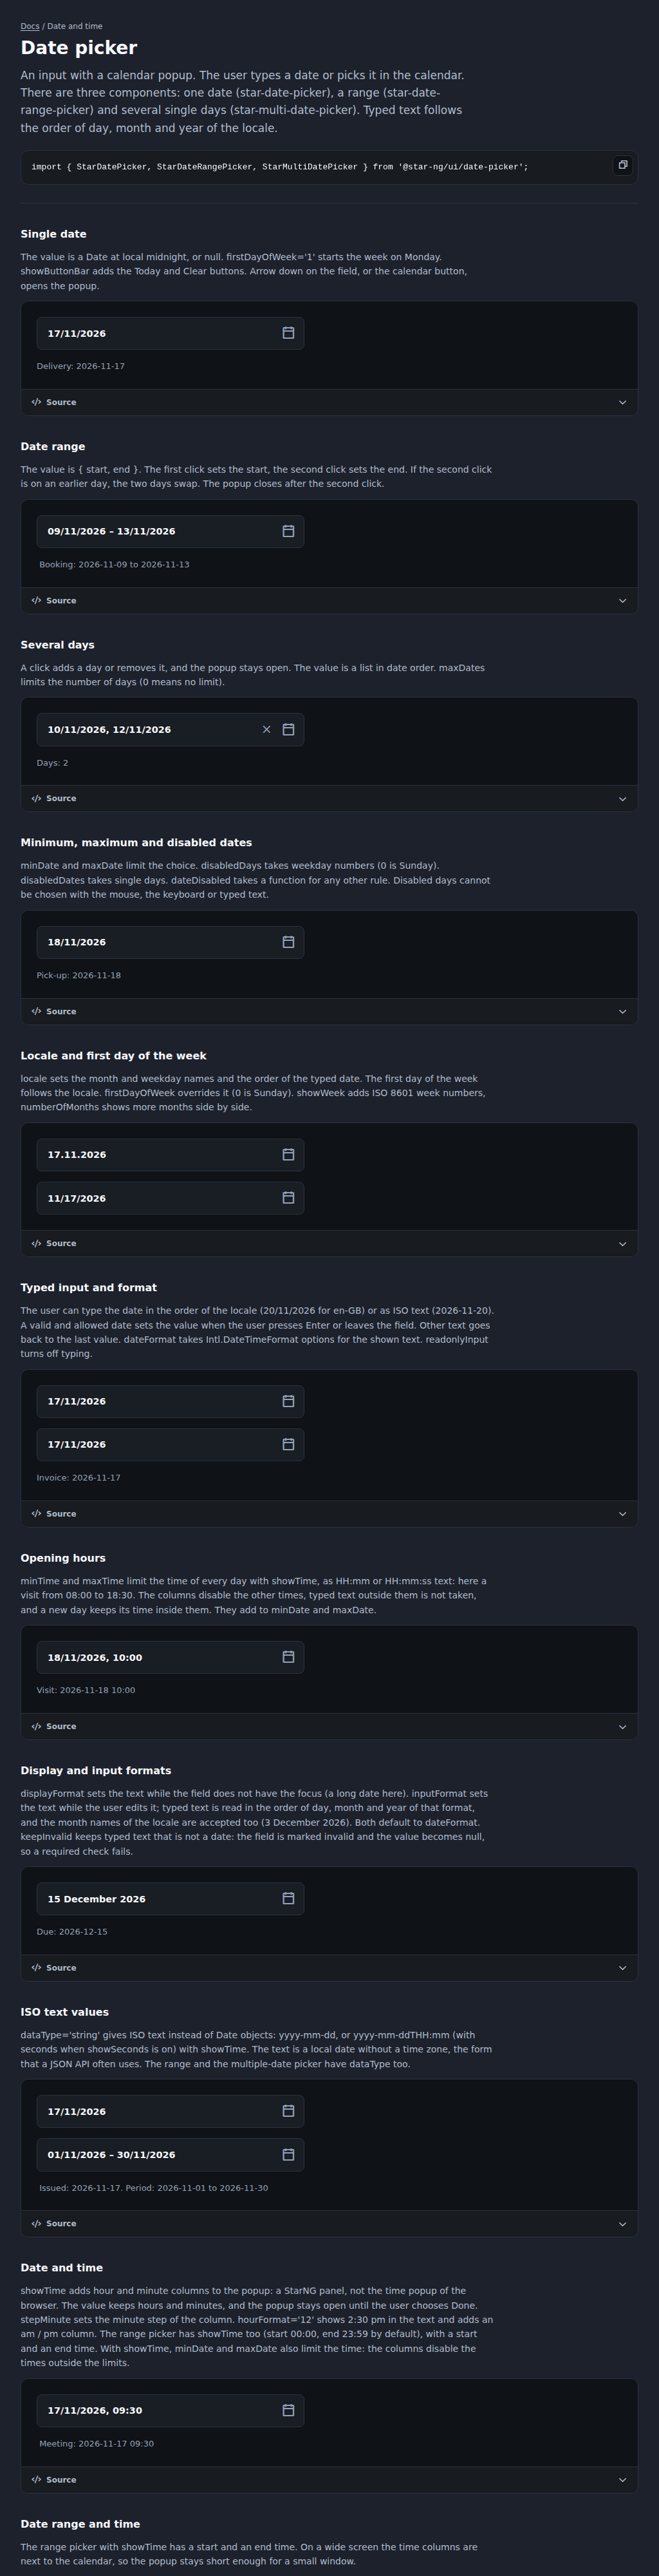 Docs / Date and time
Date picker
An input with a calendar popup. The user types a date or picks it in the calendar.
There are three components: one date (star-date-picker), a range (star-date-
range-picker) and several single days (star-multi-date-picker). Typed text follows
the order of day, month and year of the locale.
import { StarDatePicker, StarDateRangePicker, StarMultiDatePicker } from '@star-ng/ui/date-picker';
Single date
The value is a Date at local midnight, or null. firstDayOfWeek='1' starts the week on Monday.
showButtonBar adds the Today and Clear buttons. Arrow down on the field, or the calendar button,
opens the popup.
17/11/2026
Delivery: 2026-11-17
Source
Date range
The value is { start, end }. The first click sets the start, the second click sets the end. If the second click
is on an earlier day, the two days swap. The popup closes after the second click.
09/11/2026 – 13/11/2026
Booking: 2026-11-09 to 2026-11-13
Source
Several days
A click adds a day or removes it, and the popup stays open. The value is a list in date order. maxDates
limits the number of days (0 means no limit).
10/11/2026, 12/11/2026
Days: 2
Source
Minimum, maximum and disabled dates
minDate and maxDate limit the choice. disabledDays takes weekday numbers (0 is Sunday).
disabledDates takes single days. dateDisabled takes a function for any other rule. Disabled days cannot
be chosen with the mouse, the keyboard or typed text.
18/11/2026
Pick-up: 2026-11-18
Source
Locale and first day of the week
locale sets the month and weekday names and the order of the typed date. The first day of the week
follows the locale. firstDayOfWeek overrides it (0 is Sunday). showWeek adds ISO 8601 week numbers,
numberOfMonths shows more months side by side.
17.11.2026
11/17/2026
Source
Typed input and format
The user can type the date in the order of the locale (20/11/2026 for en-GB) or as ISO text (2026-11-20).
A valid and allowed date sets the value when the user presses Enter or leaves the field. Other text goes
back to the last value. dateFormat takes Intl.DateTimeFormat options for the shown text. readonlyInput
turns off typing.
17/11/2026
17/11/2026
Invoice: 2026-11-17
Source
Opening hours
minTime and maxTime limit the time of every day with showTime, as HH:mm or HH:mm:ss text: here a
visit from 08:00 to 18:30. The columns disable the other times, typed text outside them is not taken,
and a new day keeps its time inside them. They add to minDate and maxDate.
18/11/2026, 10:00
Visit: 2026-11-18 10:00
Source
Display and input formats
displayFormat sets the text while the field does not have the focus (a long date here). inputFormat sets
the text while the user edits it; typed text is read in the order of day, month and year of that format,
and the month names of the locale are accepted too (3 December 2026). Both default to dateFormat.
keepInvalid keeps typed text that is not a date: the field is marked invalid and the value becomes null,
so a required check fails.
15 December 2026
Due: 2026-12-15
Source
ISO text values
dataType='string' gives ISO text instead of Date objects: yyyy-mm-dd, or yyyy-mm-ddTHH:mm (with
seconds when showSeconds is on) with showTime. The text is a local date without a time zone, the form
that a JSON API often uses. The range and the multiple-date picker have dataType too.
17/11/2026
01/11/2026 – 30/11/2026
Issued: 2026-11-17. Period: 2026-11-01 to 2026-11-30
Source
Date and time
showTime adds hour and minute columns to the popup: a StarNG panel, not the time popup of the
browser. The value keeps hours and minutes, and the popup stays open until the user chooses Done.
stepMinute sets the minute step of the column. hourFormat='12' shows 2:30 pm in the text and adds an
am / pm column. The range picker has showTime too (start 00:00, end 23:59 by default), with a start
and an end time. With showTime, minDate and maxDate also limit the time: the columns disable the
times outside the limits.
17/11/2026, 09:30
Meeting: 2026-11-17 09:30
Source
Date range and time
The range picker with showTime has a start and an end time. On a wide screen the time columns are
next to the calendar, so the popup stays short enough for a small window.